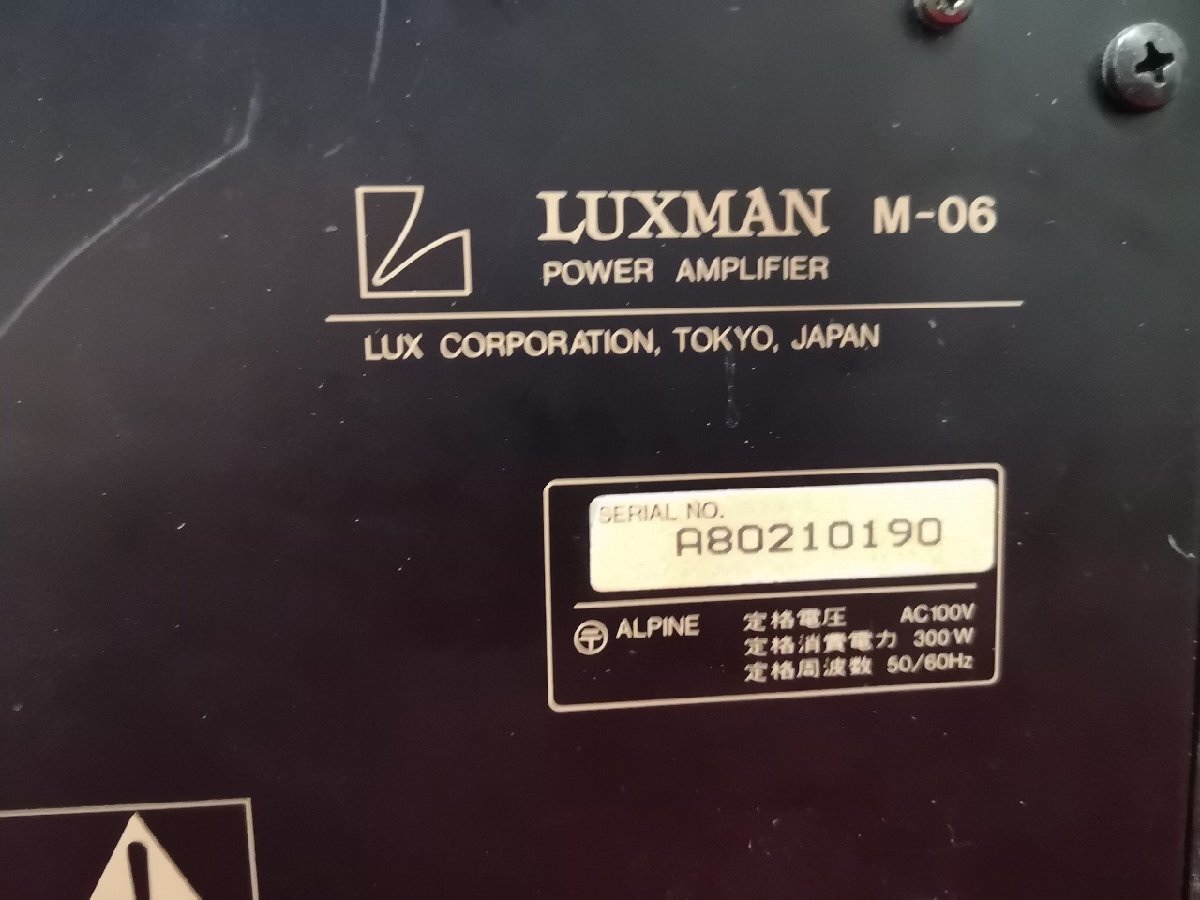 LUXMAN M-06
POWER AMPLIFIER
LUX CORPORATION, TOKYO, JAPAN
SERIAL NO.
A80210190
〒 ALPINE
定格電圧 AC100V
定格消費電力 300W
定格周波数 50/60Hz